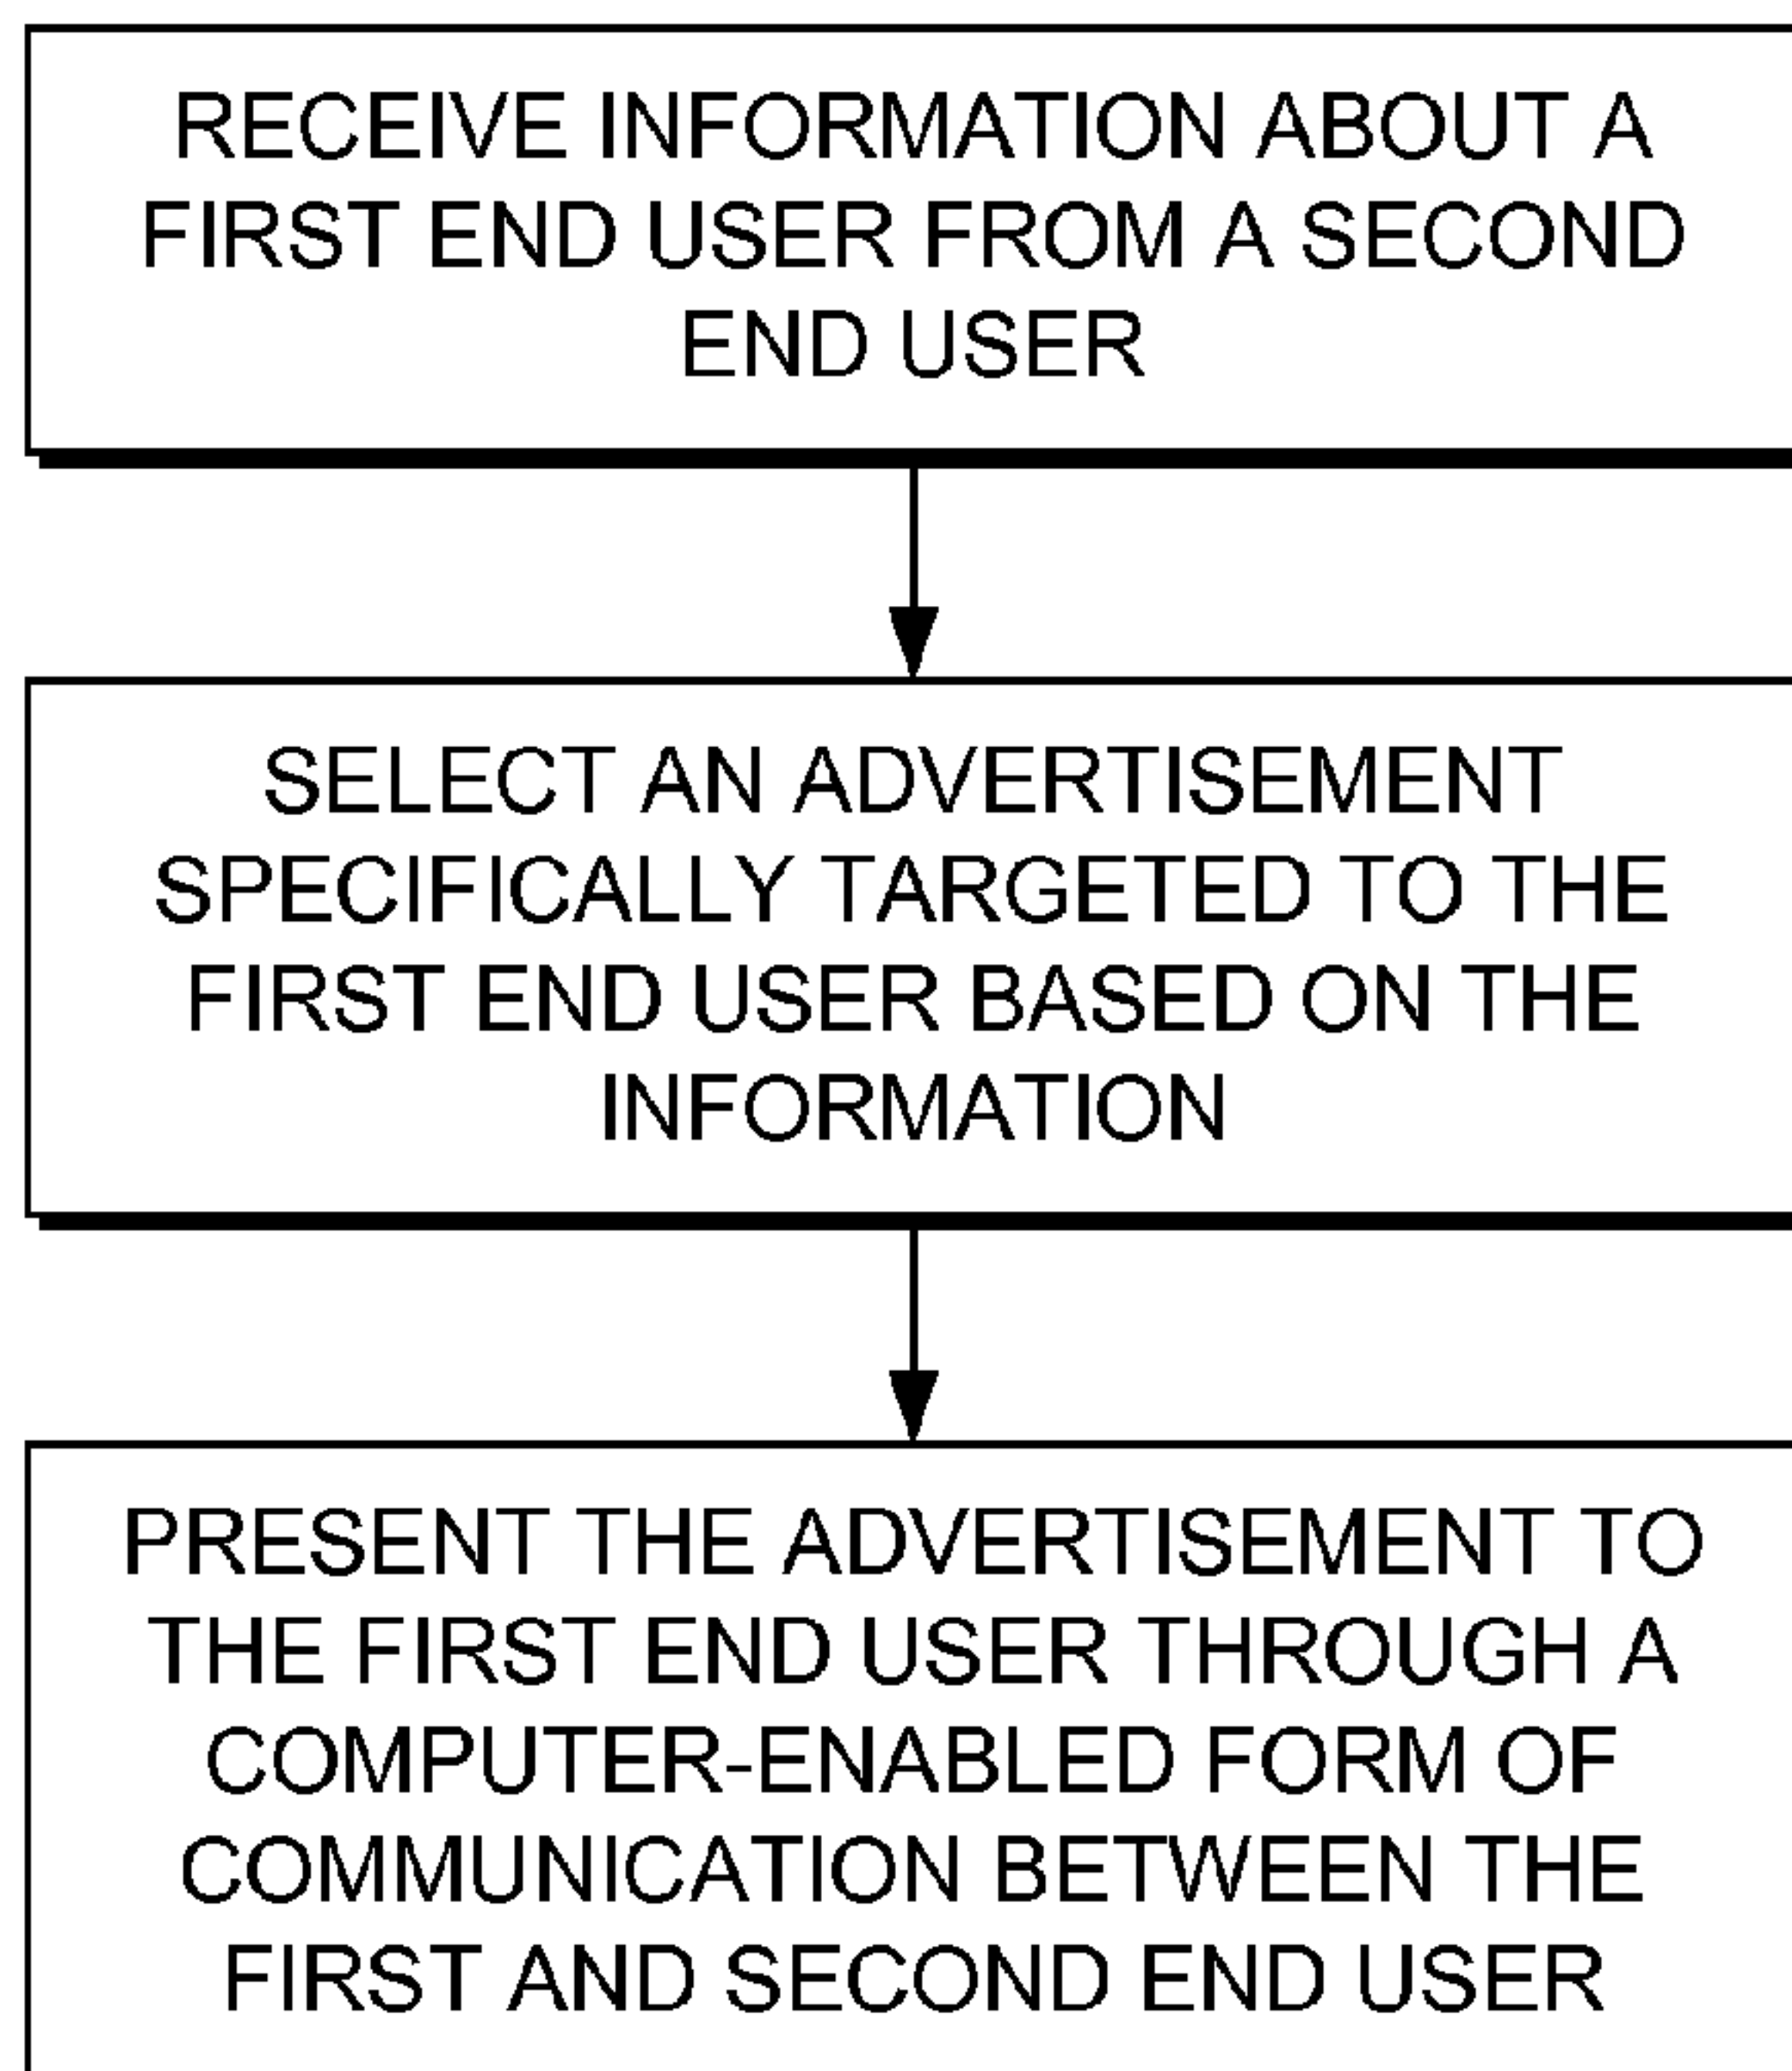 RECEIVE INFORMATION ABOUT A
FIRST END USER FROM A SECOND
END USER
SELECT AN ADVERTISEMENT
SPECIFICALLY TARGETED TO THE
FIRST END USER BASED ON THE
INFORMATION
PRESENT THE ADVERTISEMENT TO
THE FIRST END USER THROUGH A
COMPUTER-ENABLED FORM OF
COMMUNICATION BETWEEN THE
FIRST AND SECOND END USER